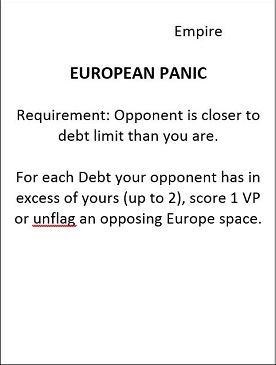 Empire
EUROPEAN PANIC
Requirement: Opponent is closer to
debt limit than you are.
For each Debt your opponent has in
excess of yours (up to 2), score 1 VP
or unflag an opposing Europe space.